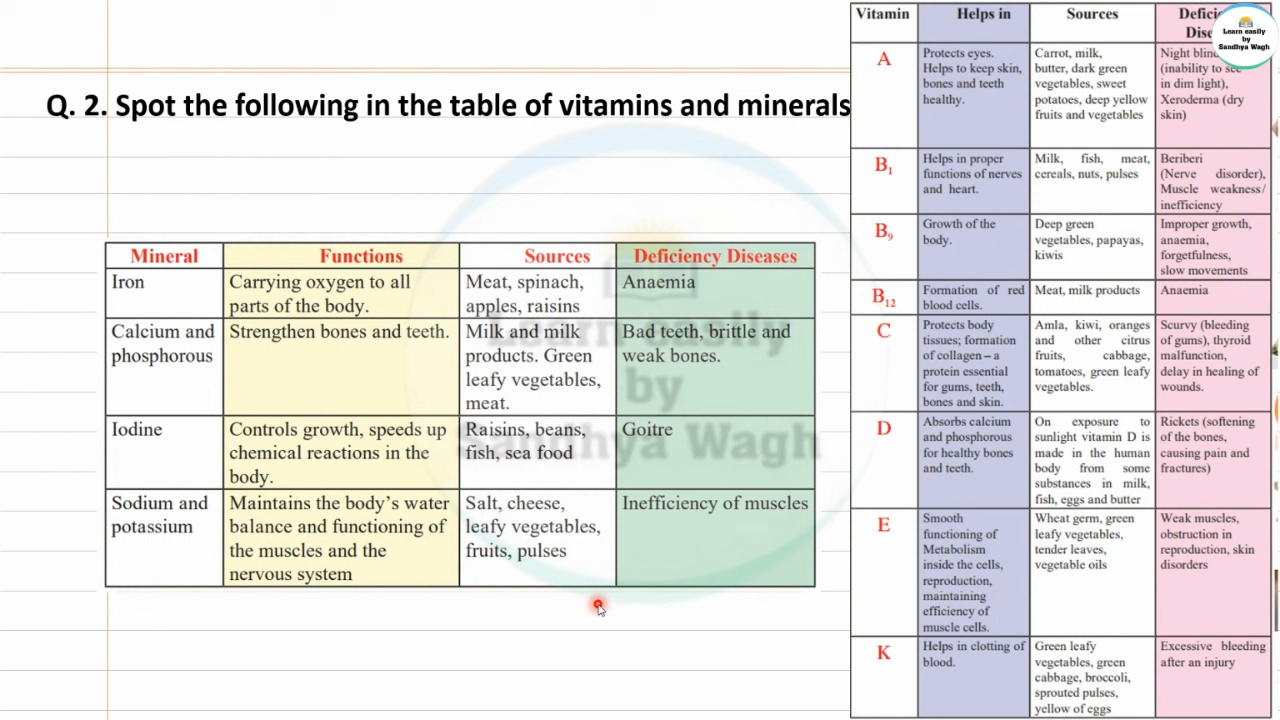 Q. 2. Spot the following in the table of vitamins and minerals
Mineral Functions Sources Deficiency Diseases
Iron Carrying oxygen to all Meat, spinach, Anaemia
parts of the body. apples, raisins
Calcium and Strengthen bones and teeth. Milk and milk Bad teeth, brittle and
phosphorous products. Green weak bones.
leafy vegetables,
meat.
Iodine Controls growth, speeds up Raisins, beans, Goitre
chemical reactions in the fish, sea food
body.
Sodium and Maintains the body's water Salt, cheese, Inefficiency of muscles
potassium balance and functioning of leafy vegetables,
the muscles and the fruits, pulses
nervous system
Learn easily
by
Sandhya Wagh
Vitamin Helps in Sources
A Protects eyes. Carrot, milk, Night
Helps to keep skin, butter, dark green (inability to see
bones and teeth vegetables, sweet in dim light),
healthy. potatoes, deep yellow Xeroderma (dry
fruits and vegetables skin)
B1 Helps in proper Milk, fish, meat, Beriberi
functions of nerves cereals, nuts, pulses (Nerve disorder),
and heart. Muscle weakness/
inefficiency
B9 Growth of the Deep green Improper growth,
body. vegetables, papayas, anaemia,
kiwis forgetfulness,
slow movements
B12 Formation of red Meat, milk products Anaemia
blood cells.
C Protects body Amla, kiwi, oranges Scurvy (bleeding
tissues; formation and other citrus of gums), thyroid
of collagen – a fruits, cabbage, malfunction,
protein essential tomatoes, green leafy delay in healing of
for gums, teeth, vegetables. wounds.
bones and skin.
D Absorbs calcium On exposure to Rickets (softening
and phosphorous sunlight vitamin D is of the bones,
for healthy bones made in the human causing pain and
and teeth. body from some fractures)
substances in milk,
fish, eggs and butter
E Smooth Wheat germ, green Weak muscles,
functioning of leafy vegetables, obstruction in
Metabolism tender leaves, reproduction, skin
inside the cells, vegetable oils disorders
reproduction,
maintaining
efficiency of
muscle cells.
K Helps in clotting of Green leafy Excessive bleeding
blood. vegetables, green after an injury
cabbage, broccoli,
sprouted pulses,
yellow of eggs
Learn easily
by
Sandhya Wagh